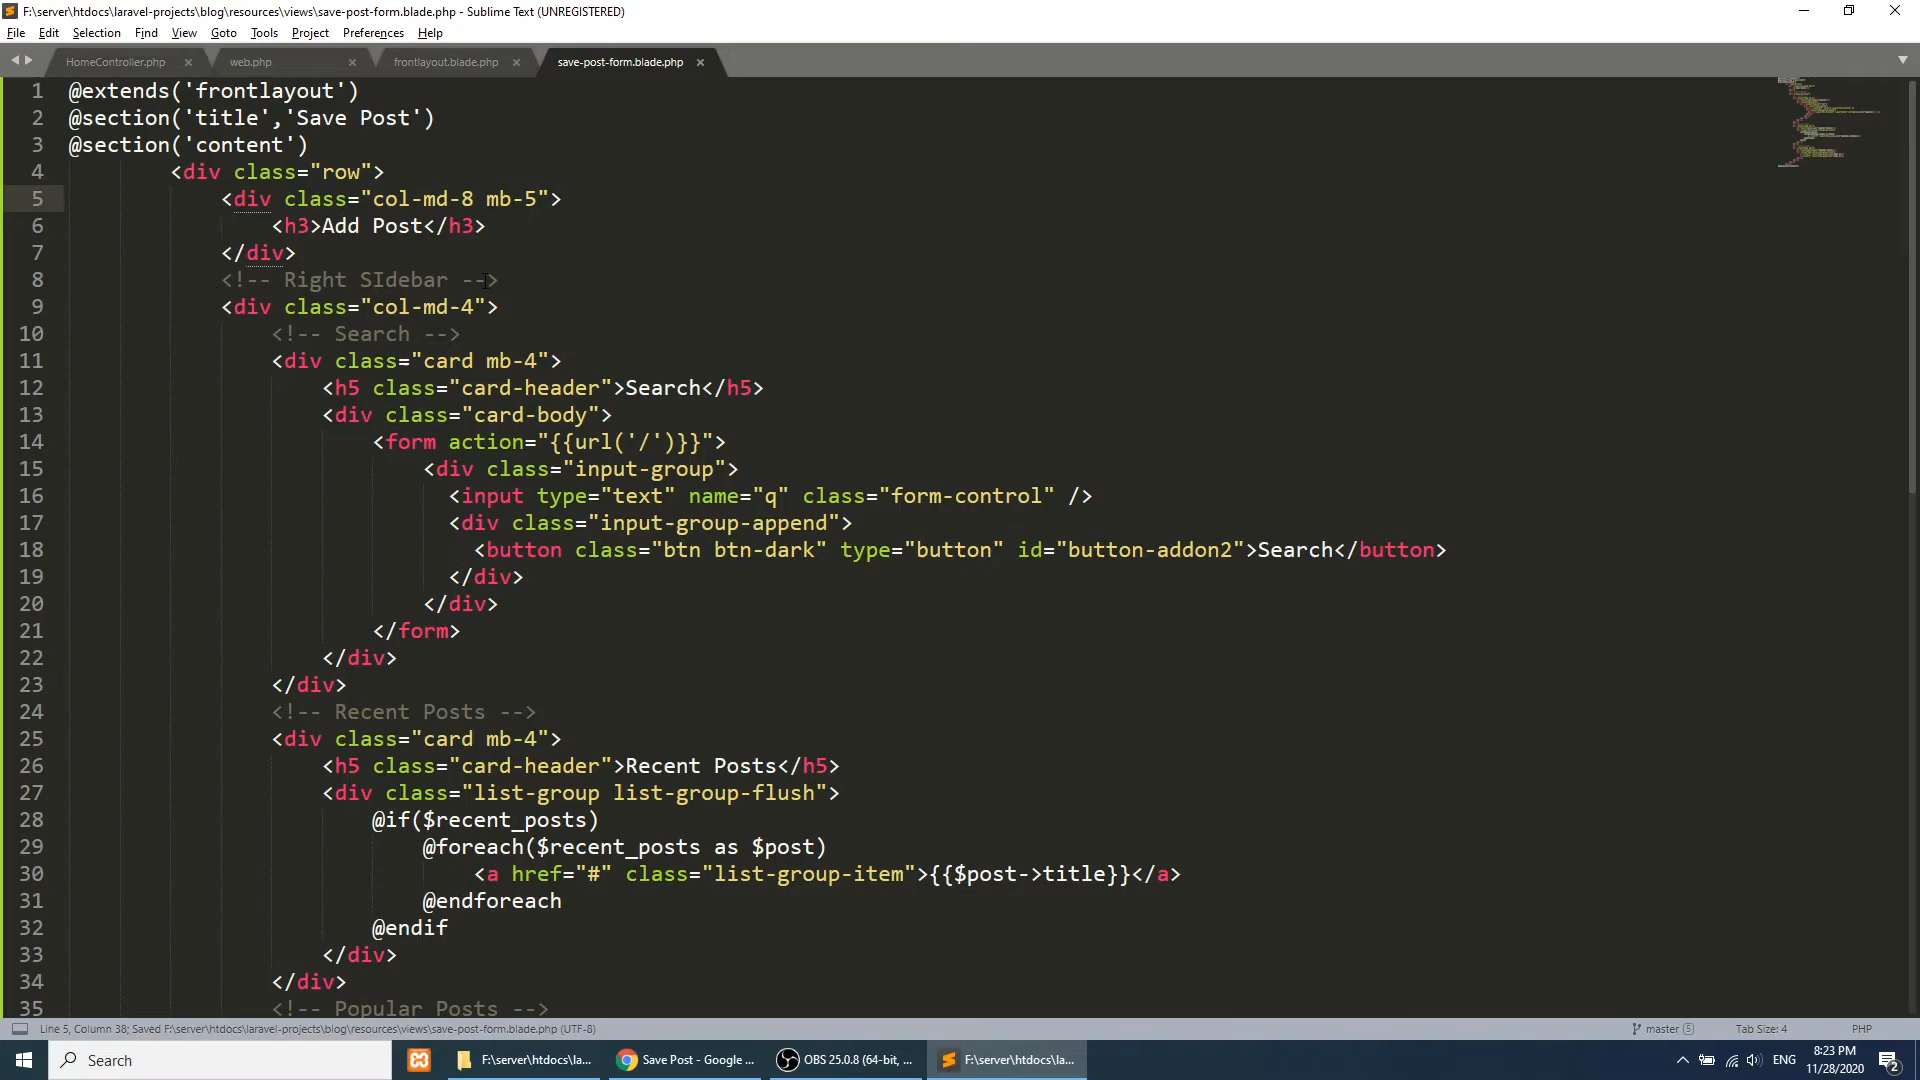 F:\server\htdocs\laravel-projects\blog\resources\views\save-post-form.blade.php - Sublime Text (UNREGISTERED)
File Edit Selection Find View Goto Tools Project Preferences Help
HomeController.php web.php frontlayout.blade.php save-post-form.blade.php
1 @extends('frontlayout')
2 @section('title','Save Post')
3 @section('content')
4 <div class="row">
5 <div class="col-md-8 mb-5">
6 <h3>Add Post</h3>
7 </div>
8 <!-- Right SIdebar -->
9 <div class="col-md-4">
10 <!-- Search -->
11 <div class="card mb-4">
12 <h5 class="card-header">Search</h5>
13 <div class="card-body">
14 <form action="{{url('/')}}">
15 <div class="input-group">
16 <input type="text" name="q" class="form-control" />
17 <div class="input-group-append">
18 <button class="btn btn-dark" type="button" id="button-addon2">Search</button>
19 </div>
20 </div>
21 </form>
22 </div>
23 </div>
24 <!-- Recent Posts -->
25 <div class="card mb-4">
26 <h5 class="card-header">Recent Posts</h5>
27 <div class="list-group list-group-flush">
28 @if($recent_posts)
29 @foreach($recent_posts as $post)
30 <a href="#" class="list-group-item">{{$post->title}}</a>
31 @endforeach
32 @endif
33 </div>
34 </div>
35 <!-- Popular Posts -->
Line 5, Column 38; Saved F:\server\htdocs\laravel-projects\blog\resources\views\save-post-form.blade.php (UTF-8) master 5 Tab Size: 4 PHP
Search F:\server\htdocs\la... Save Post - Google ... OBS 25.0.8 (64-bit, ... F:\server\htdocs\la... ENG 8:23 PM
11/28/2020 2